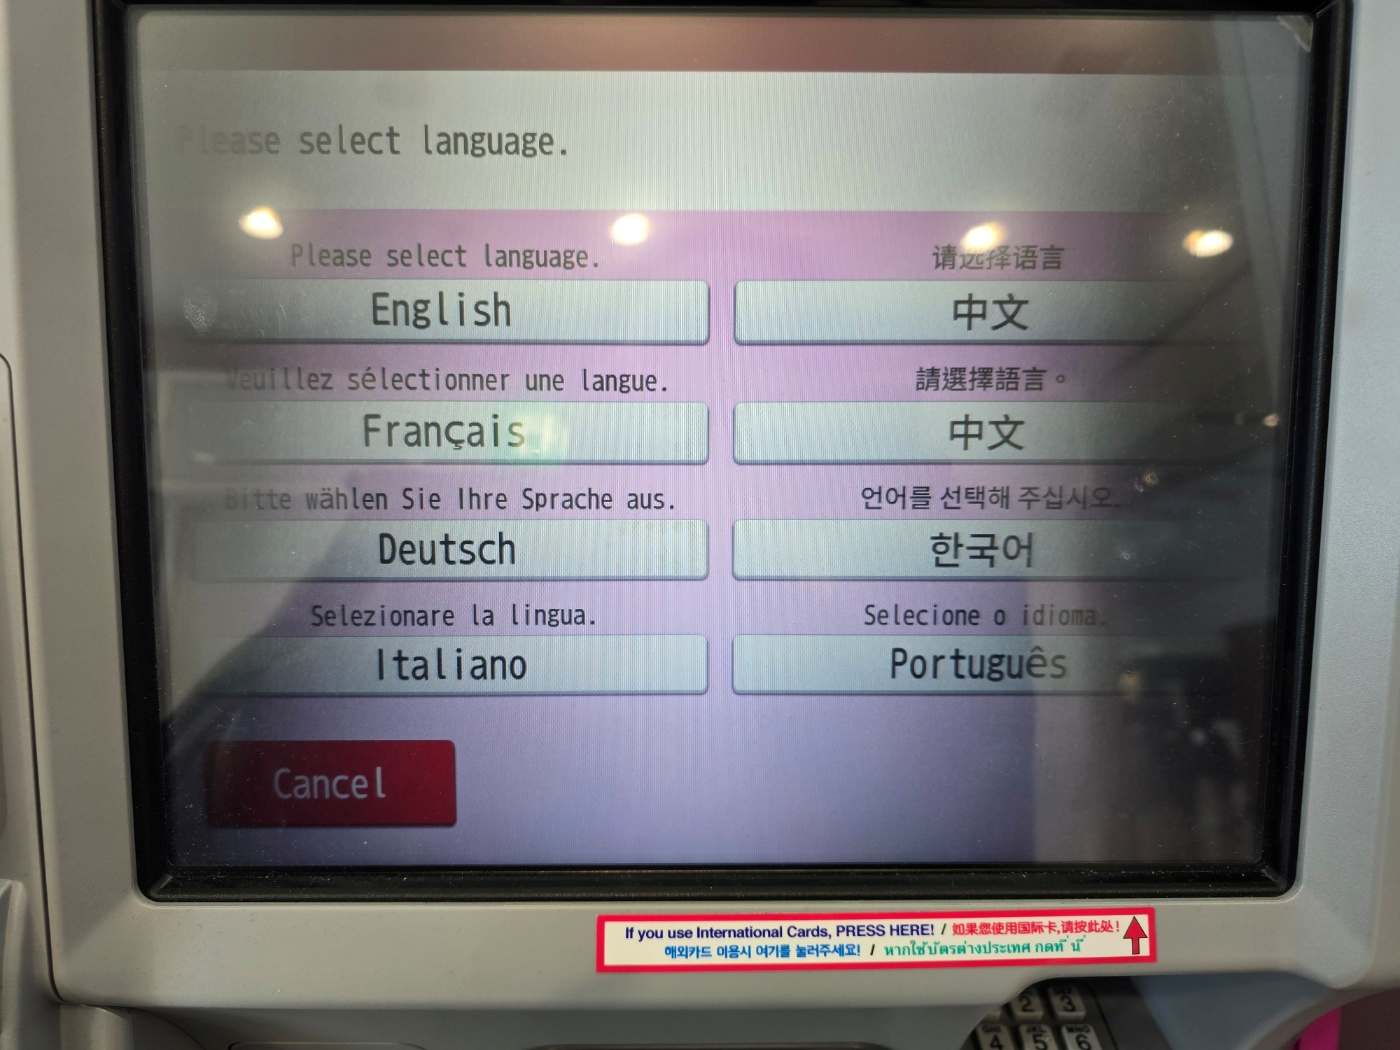 Please select language.
Please select language.
English
请选择语言
中文
Veuillez sélectionner une langue.
Français
請選擇語言。
中文
Bitte wählen Sie Ihre Sprache aus.
Deutsch
언어를 선택해 주십시오.
한국어
Selezionare la lingua.
Italiano
Selecione o idioma.
Português
Cancel
If you use International Cards, PRESS HERE! / 如果您使用国际卡,请按此处!
해외카드 이용시 여기를 눌러주세요! / หากใช้บัตรต่างประเทศ กดที่ นี่
2 3
4 5 6